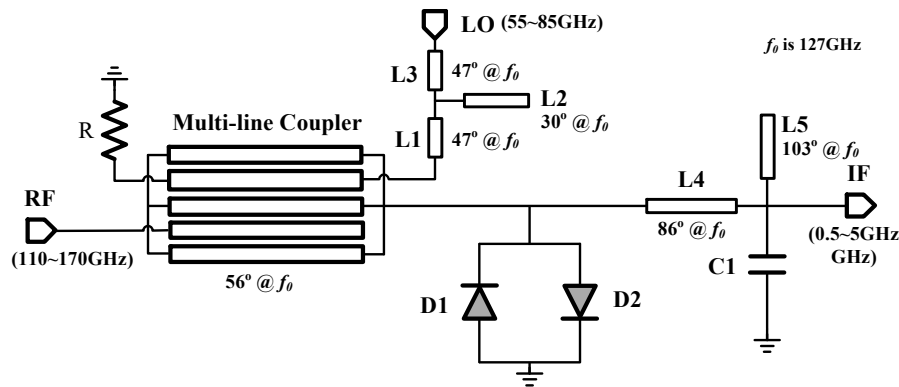 LO (55~85GHz)
f₀ is 127GHz
L3
47° @ f₀
L2
30° @ f₀
L5
103° @ f₀
R
Multi-line Coupler
L1
47° @ f₀
RF
(110~170GHz)
L4
86° @ f₀
IF
(0.5~5GHz
GHz)
56° @ f₀
C1
D1
D2